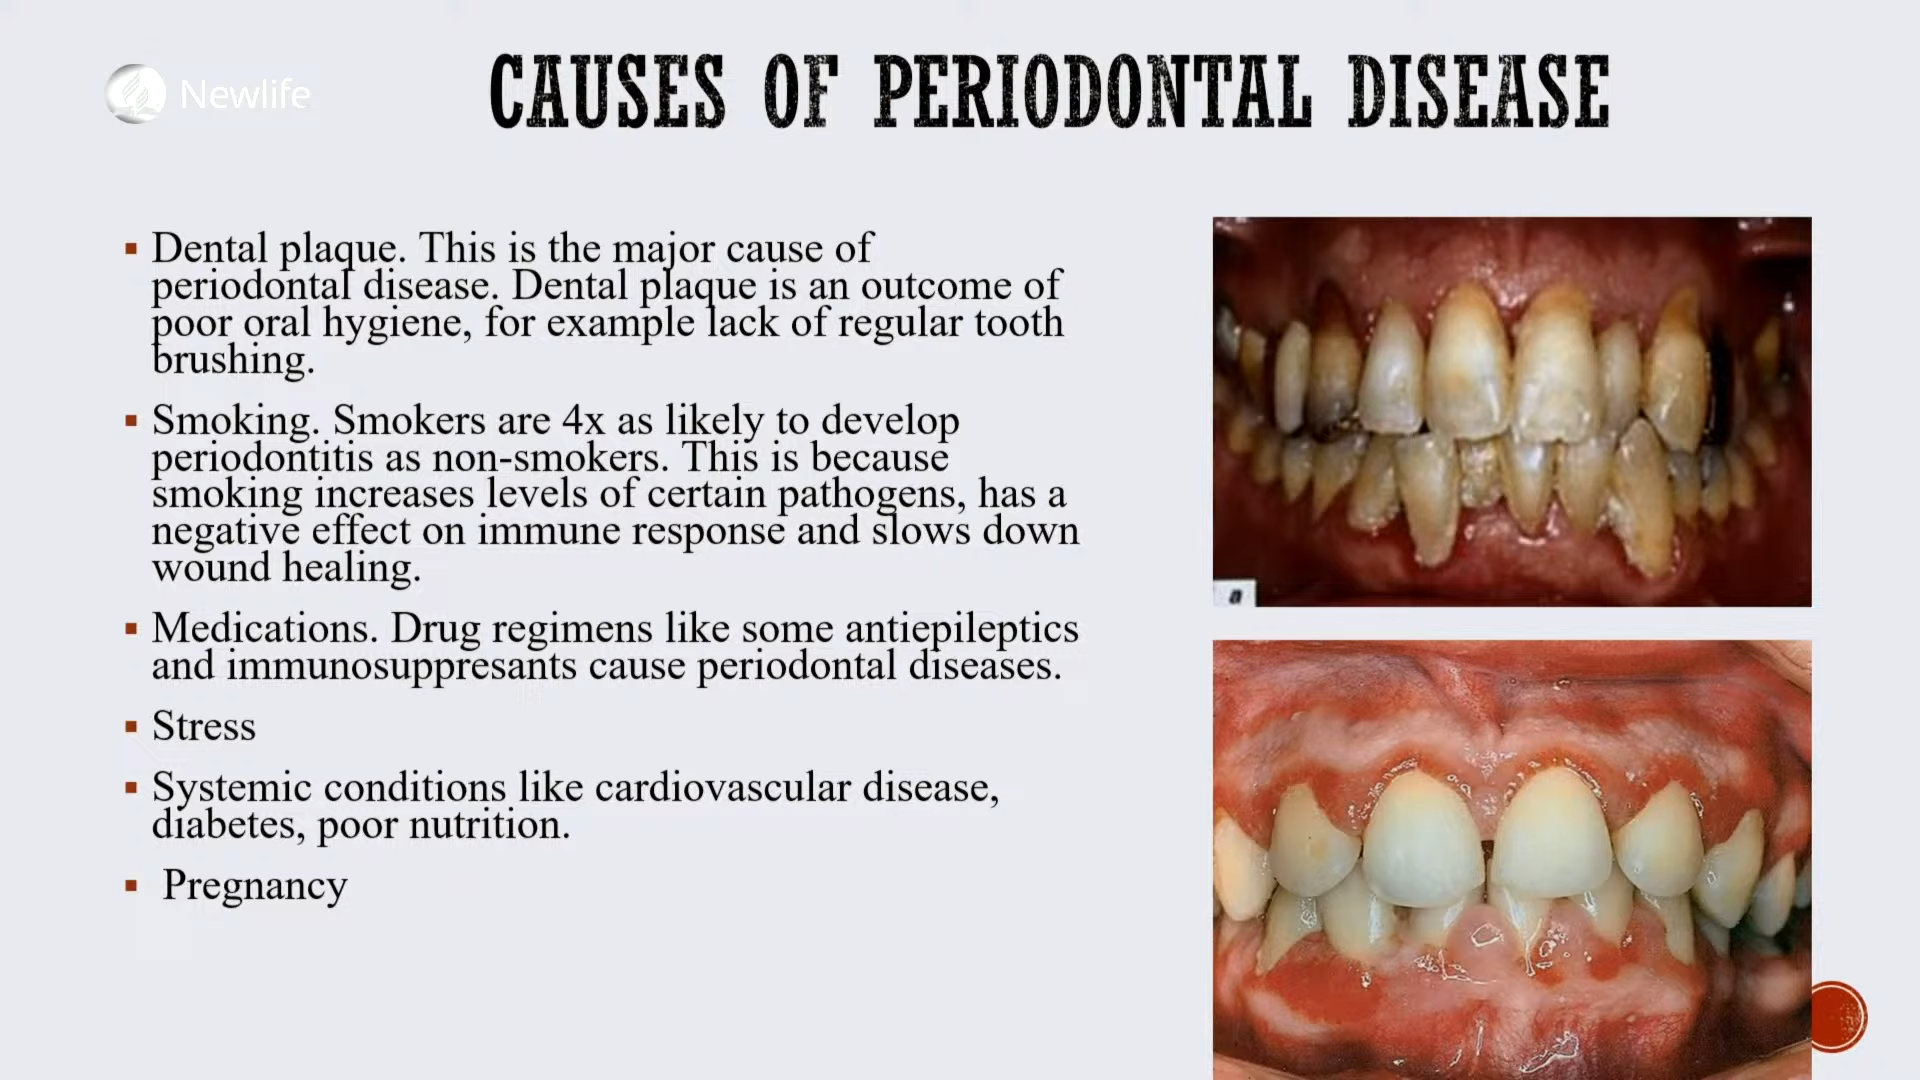 Newlife
CAUSES OF PERIODONTAL DISEASE
▪ Dental plaque. This is the major cause of
periodontal disease. Dental plaque is an outcome of
poor oral hygiene, for example lack of regular tooth
brushing.
▪ Smoking. Smokers are 4x as likely to develop
periodontitis as non-smokers. This is because
smoking increases levels of certain pathogens, has a
negative effect on immune response and slows down
wound healing.
▪ Medications. Drug regimens like some antiepileptics
and immunosuppresants cause periodontal diseases.
▪ Stress
▪ Systemic conditions like cardiovascular disease,
diabetes, poor nutrition.
▪ Pregnancy
a